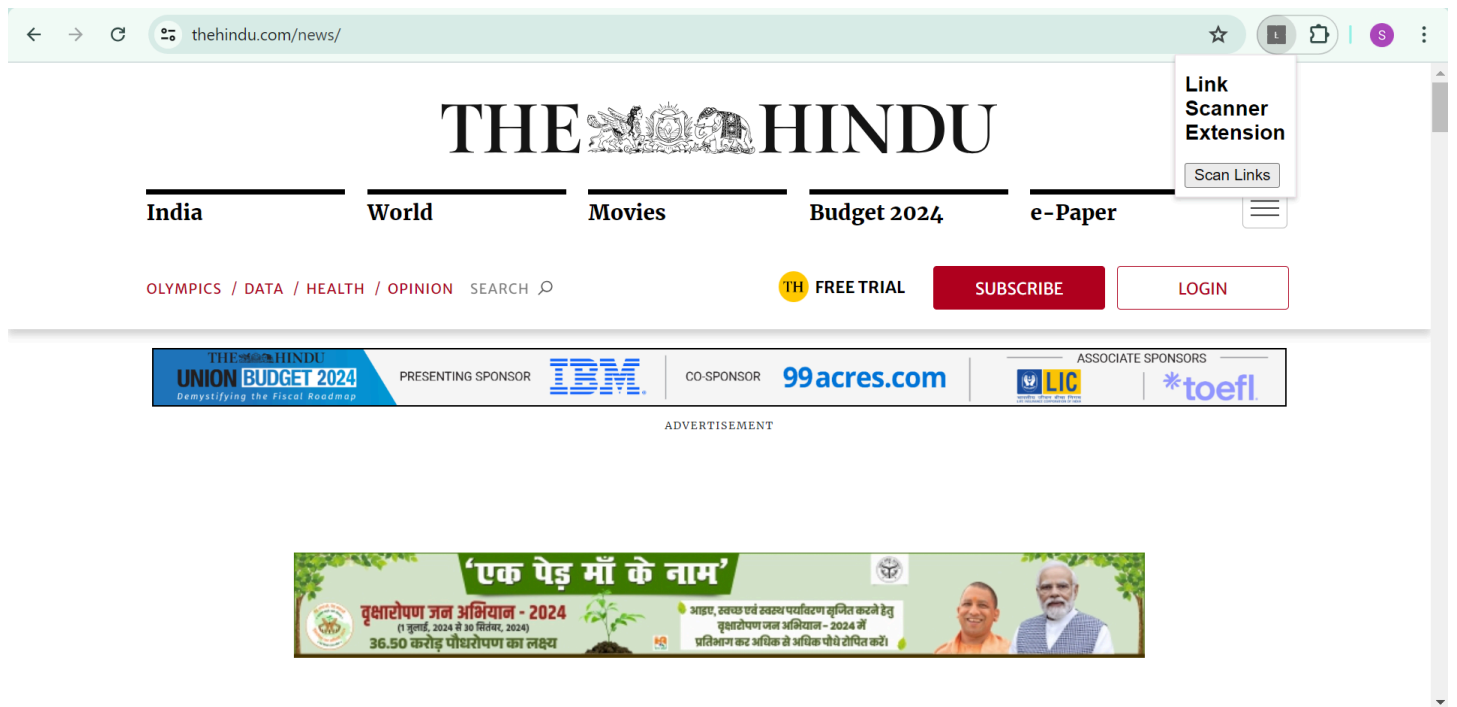 thehindu.com/news/
L
S
Link
Scanner
Extension
Scan Links
THE HINDU
India
World
Movies
Budget 2024
e-Paper
OLYMPICS / DATA / HEALTH / OPINION SEARCH
TH FREE TRIAL
SUBSCRIBE
LOGIN
THE HINDU
UNION BUDGET 2024
Demystifying the Fiscal Roadmap
PRESENTING SPONSOR
IBM
CO-SPONSOR
99acres.com
ASSOCIATE SPONSORS
LIC
toefl
ADVERTISEMENT
‘एक पेड़ माँ के नाम’
वृक्षारोपण जन अभियान - 2024
(1 जुलाई, 2024 से 30 सितंबर, 2024)
36.50 करोड़ पौधरोपण का लक्ष्य
आइए, स्वच्छ एवं स्वस्थ पर्यावरण सृजित करने हेतु
वृक्षारोपण जन अभियान - 2024 में
प्रतिभाग कर अधिक से अधिक पौधे रोपित करें।